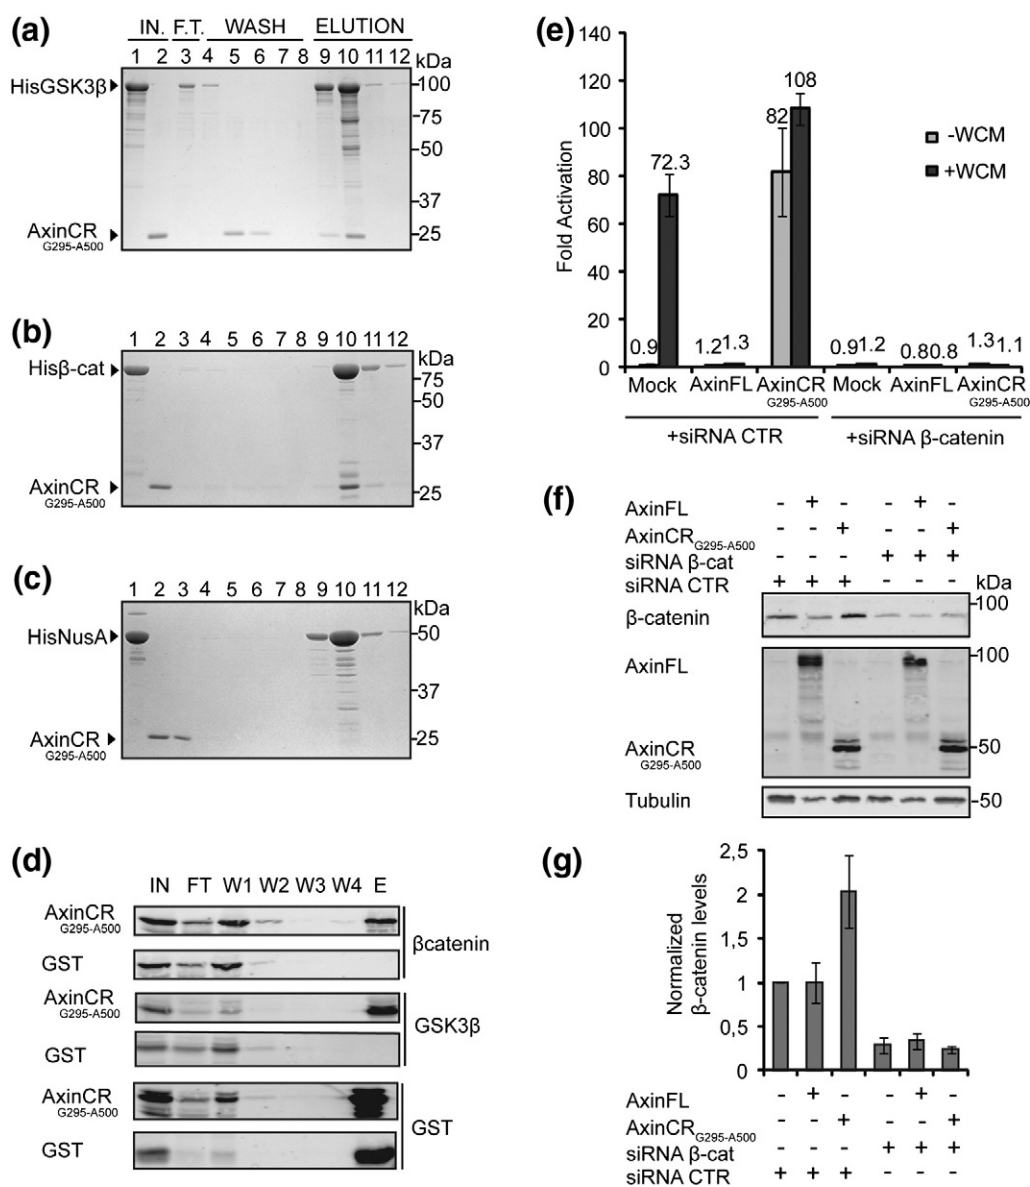 (a)
IN. F.T. WASH ELUTION
1 2 3 4 5 6 7 8 9 10 11 12 kDa
HisGSK3β 100
75
50
37
AxinCR 25
G295-A500
(b)
1 2 3 4 5 6 7 8 9 10 11 12
kDa
Hisβ-cat 75
50
37
AxinCR 25
G295-A500
(c)
1 2 3 4 5 6 7 8 9 10 11 12
kDa
HisNusA 50
37
AxinCR 25
G295-A500
(d)
IN FT W1 W2 W3 W4 E
AxinCR
G295-A500
βcatenin
GST
AxinCR
G295-A500
GSK3β
GST
AxinCR
G295-A500
GST
GST
(e)
Fold Activation
140
120
100
80
60
40
20
0
0.9 72.3 1.2 1.3 82 108 0.9 1.2 0.8 0.8 1.3 1.1
-WCM
+WCM
Mock AxinFL AxinCR Mock AxinFL AxinCR
G295-A500 G295-A500
+siRNA CTR +siRNA β-catenin
(f)
AxinFL - + - - + -
AxinCRG295-A500 - - + - - +
siRNA β-cat - - - + + +
siRNA CTR + + + - - - kDa
β-catenin 100
AxinFL 100
AxinCR 50
G295-A500
Tubulin 50
(g)
Normalized
β-catenin levels
2,5
2
1,5
1
0,5
0
AxinFL - + - - + -
AxinCRG295-A500 - - + - - +
siRNA β-cat - - - + + +
siRNA CTR + + + - - -